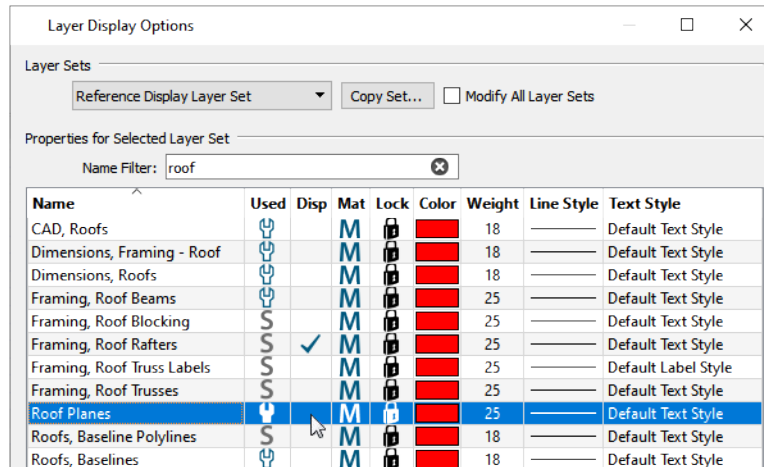 Layer Display Options
Layer Sets
Reference Display Layer Set Copy Set... Modify All Layer Sets
Properties for Selected Layer Set
Name Filter: roof
Name Used Disp Mat Lock Color Weight Line Style Text Style
CAD, Roofs M 18 Default Text Style
Dimensions, Framing - Roof M 18 Default Text Style
Dimensions, Roofs M 18 Default Text Style
Framing, Roof Beams M 25 Default Text Style
Framing, Roof Blocking S M 25 Default Text Style
Framing, Roof Rafters S M 25 Default Text Style
Framing, Roof Truss Labels S M 25 Default Label Style
Framing, Roof Trusses S M 25 Default Text Style
Roof Planes M 25 Default Text Style
Roofs, Baseline Polylines S M 18 Default Text Style
Roofs, Baselines M 18 Default Text Style